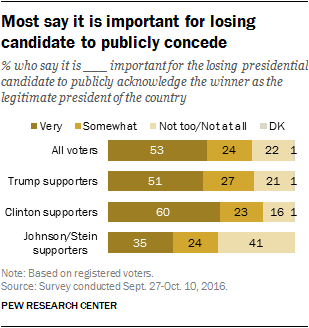 Most say it is important for losing
candidate to publicly concede
% who say it is ___ important for the losing presidential
candidate to publicly acknowledge the winner as the
legitimate president of the country
Very Somewhat Not too/Not at all DK
All voters 53 24 22 1
Trump supporters 51 27 21 1
Clinton supporters 60 23 16 1
Johnson/Stein
supporters 35 24 41
Note: Based on registered voters.
Source: Survey conducted Sept. 27-Oct. 10, 2016.
PEW RESEARCH CENTER